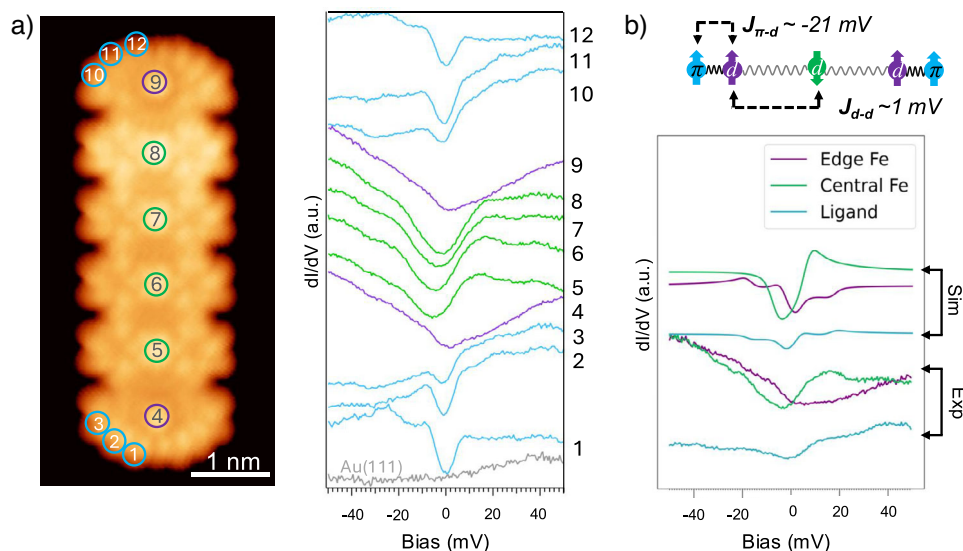 a)
12
11
10
9
8
7
6
5
4
3
2
1
1 nm
dI/dV (a.u.)
12
11
10
9
8
7
6
5
4
3
2
1
Au(111)
-40 -20 0 20 40
Bias (mV)
b)
Jπ-d ~ -21 mV
π d d d π
Jd-d ~1 mV
Edge Fe
Central Fe
Ligand
dI/dV (a.u.)
Sim
Exp
-40 -20 0 20 40
Bias (mV)